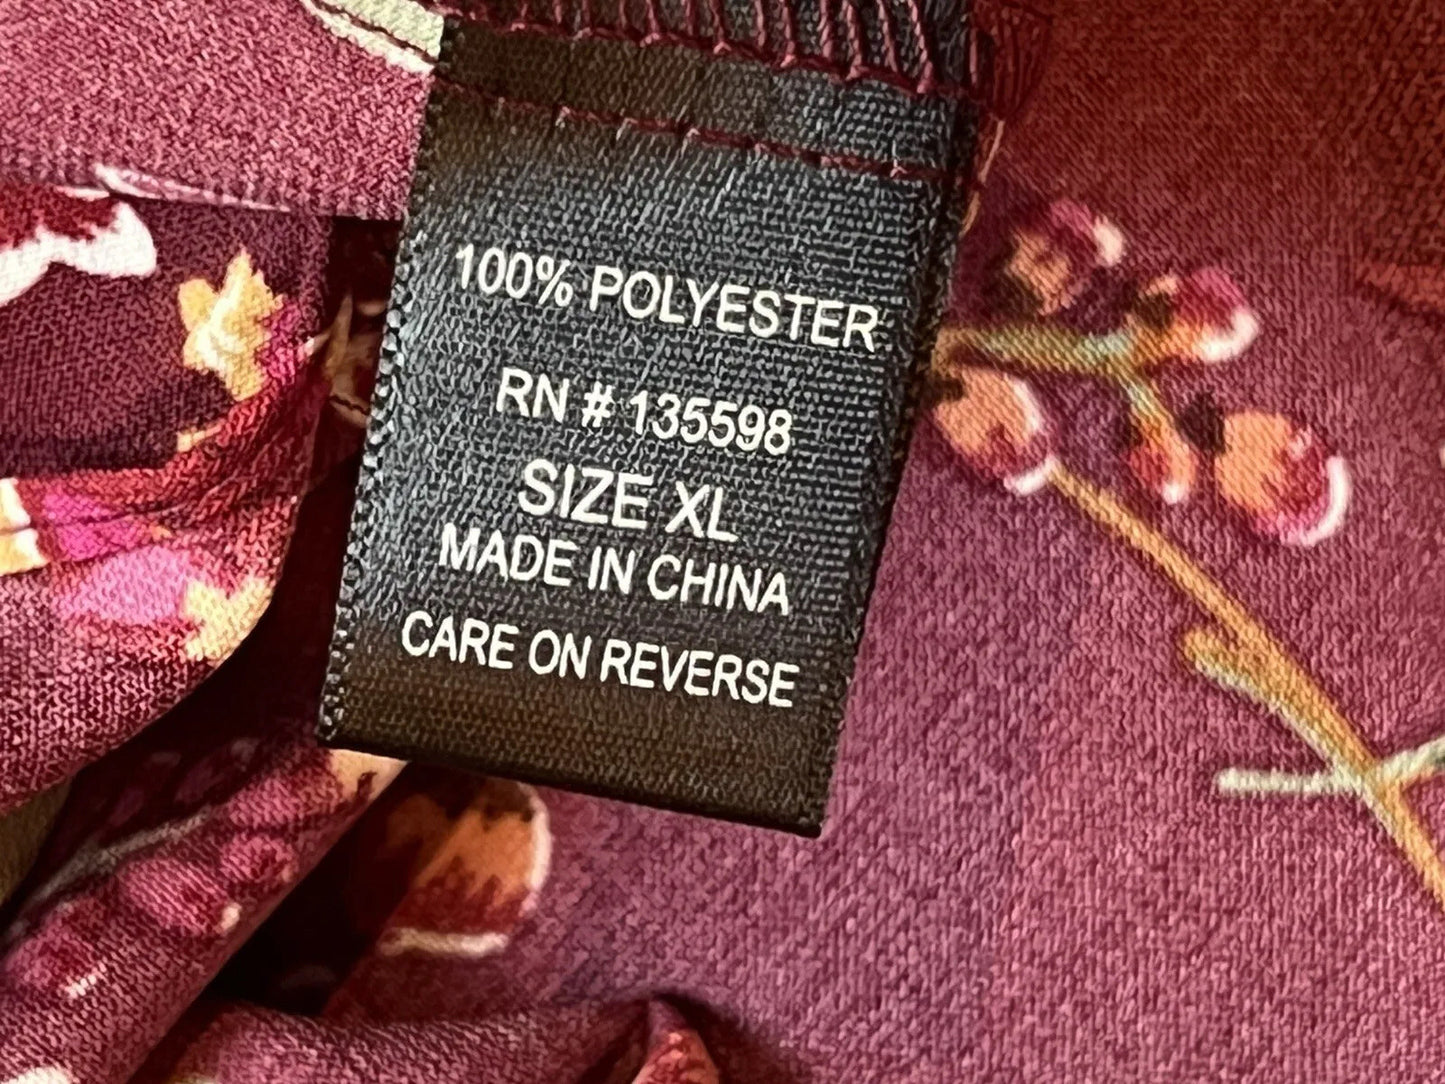 100% POLYESTER
RN # 135598
SIZE XL
MADE IN CHINA
CARE ON REVERSE